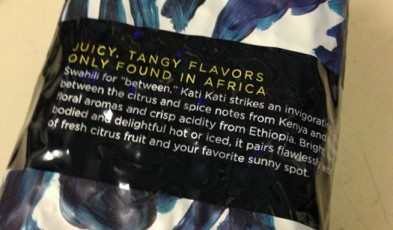 JUICY, TANGY FLAVORS
ONLY FOUND IN AFRICA
Swahili for "between," Kati Kati strikes an
between the citrus and spice notes from Kenya and
floral aromas and crisp acidity from Ethiopia.
bodied and delightful hot or iced, it pairs flawlessly
of fresh citrus fruit and your favorite sunny spot.